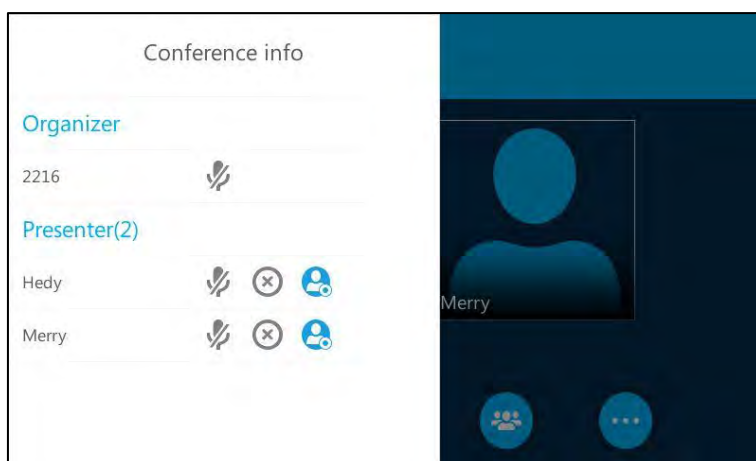 Conference info
Organizer
2216
Presenter(2)
Hedy
Merry
Merry